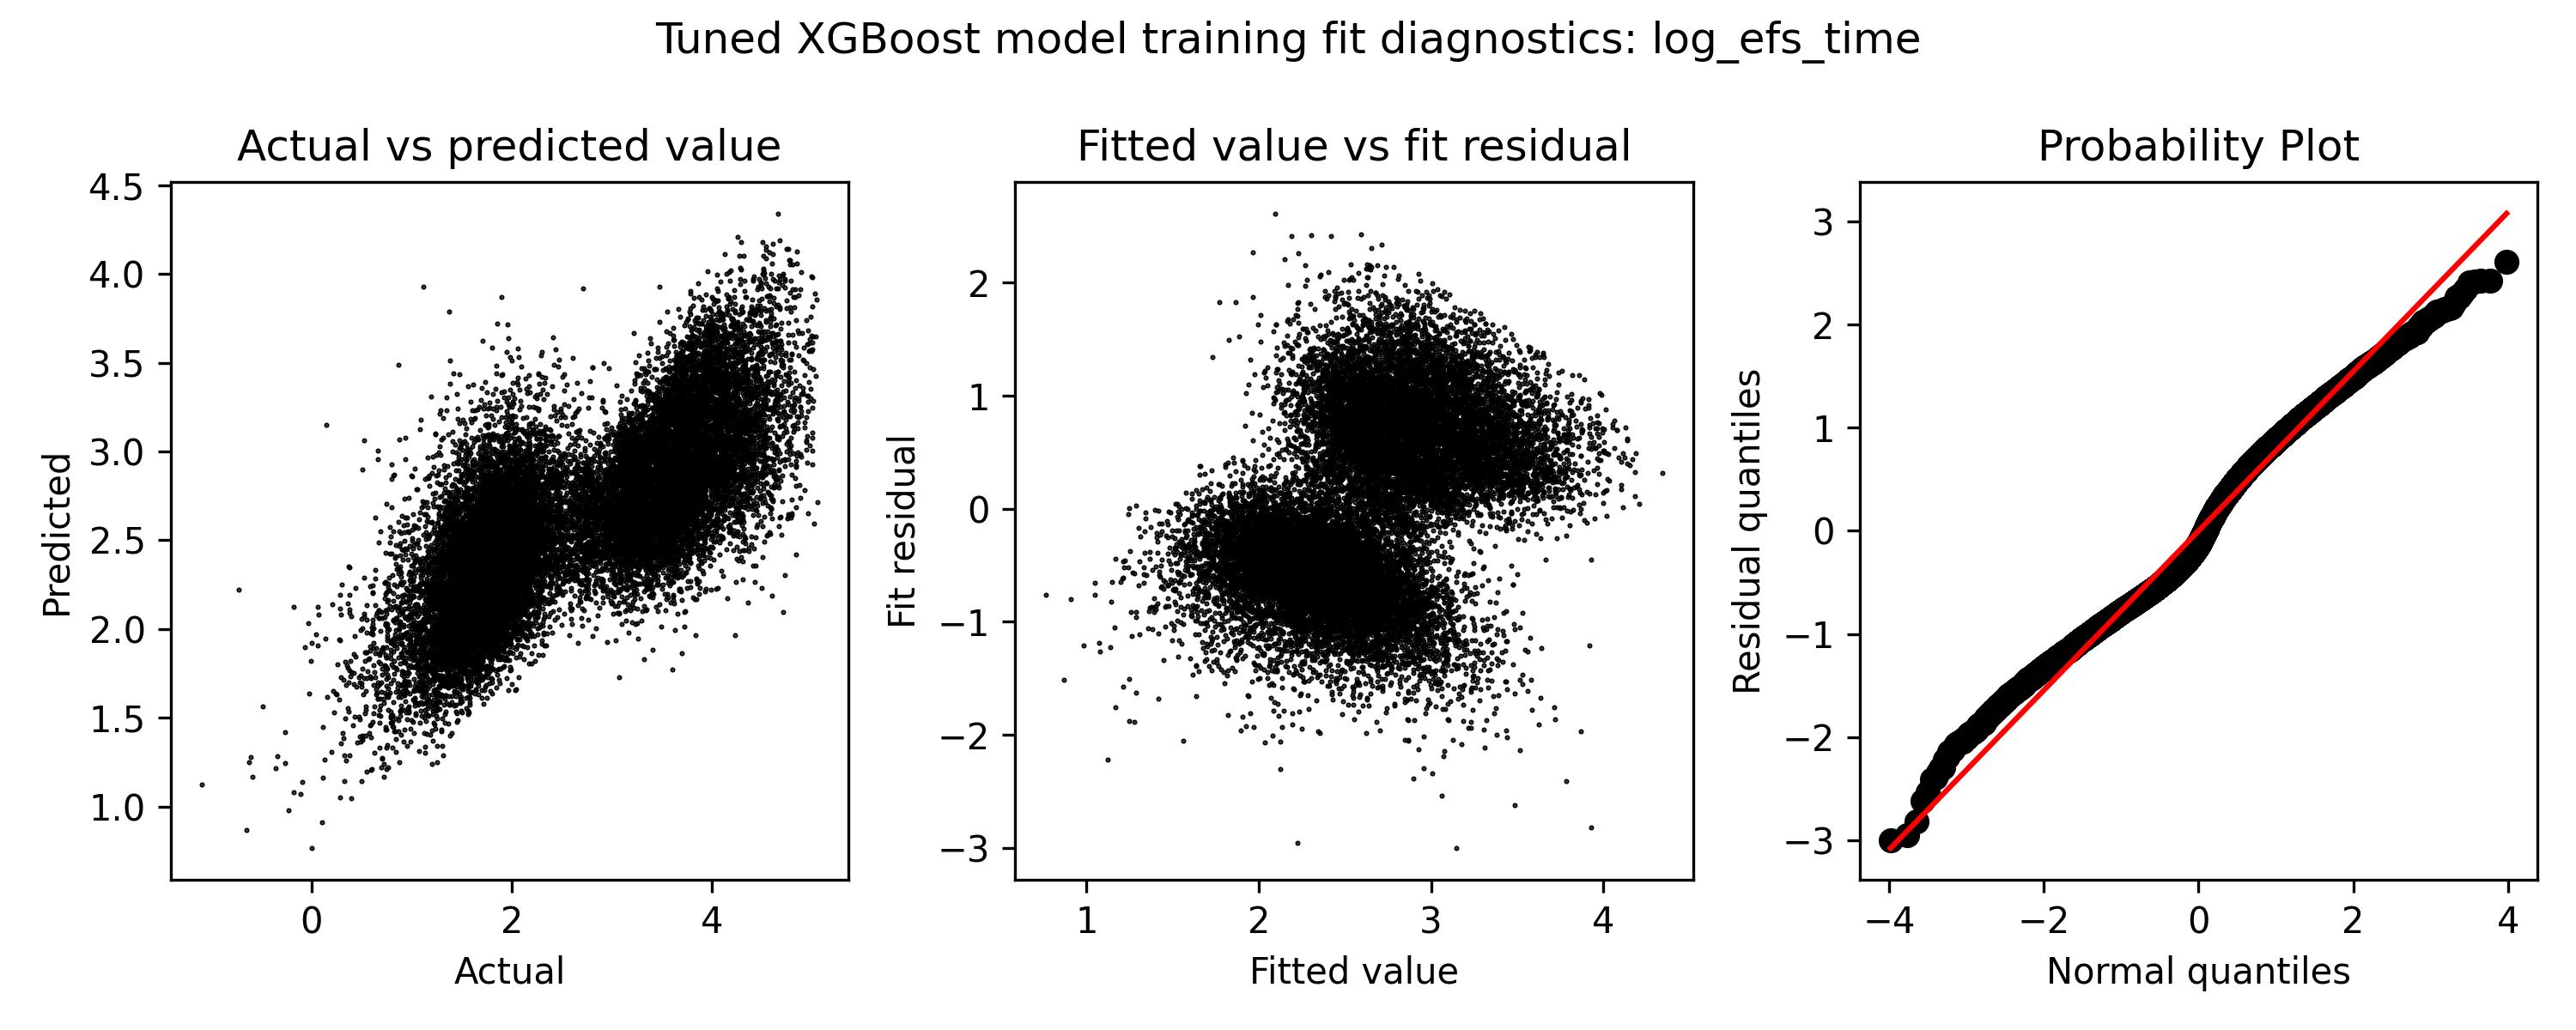 Tuned XGBoost model training fit diagnostics: log_efs_time
Actual vs predicted value
4.5
4.0
3.5
3.0
2.5
2.0
1.5
1.0
Predicted
0 2 4
Actual
Fitted value vs fit residual
2
1
0
−1
−2
−3
Fit residual
1 2 3 4
Fitted value
Probability Plot
3
2
1
0
−1
−2
−3
Residual quantiles
−4 −2 0 2 4
Normal quantiles